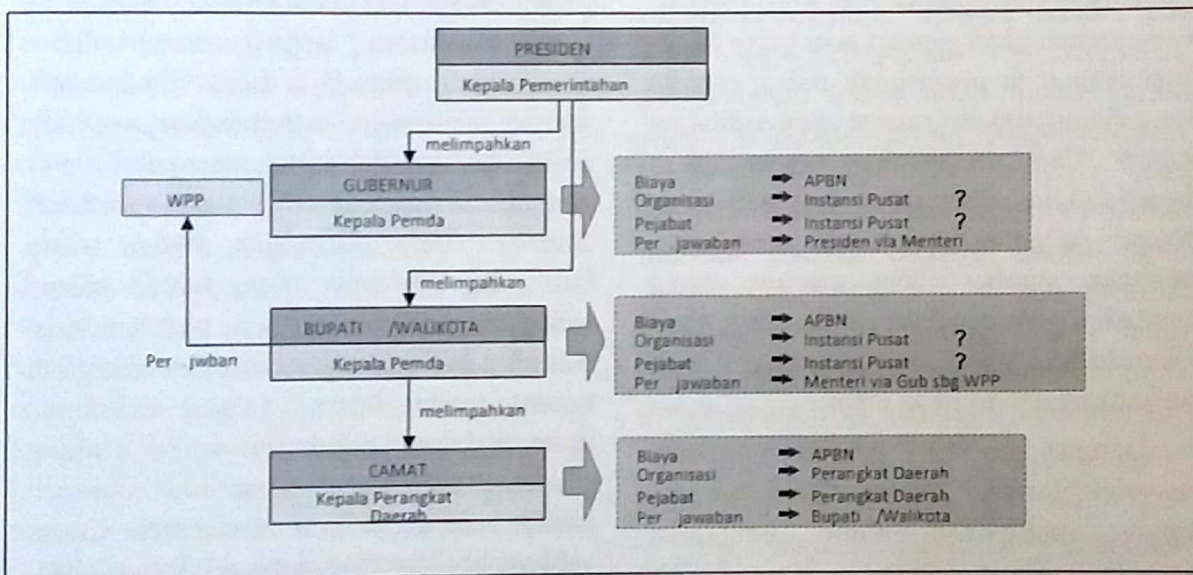 PRESIDEN
Kepala Pemerintahan
melimpahkan
WPP
GUBERNUR
Kepala Pemda
Biaya → APBN
Organisasi → Instansi Pusat ?
Pejabat → Instansi Pusat ?
Per jawaban → Presiden via Menteri
melimpahkan
BUPATI /WALIKOTA
Kepala Pemda
Per jwban
Biaya → APBN
Organisasi → Instansi Pusat ?
Pejabat → Instansi Pusat ?
Per jawaban → Menteri via Gub sbg WPP
melimpahkan
CAMAT
Kepala Perangkat
Daerah
Biaya → APBN
Organisasi → Perangkat Daerah
Pejabat → Perangkat Daerah
Per jawaban → Bupati /Walikota